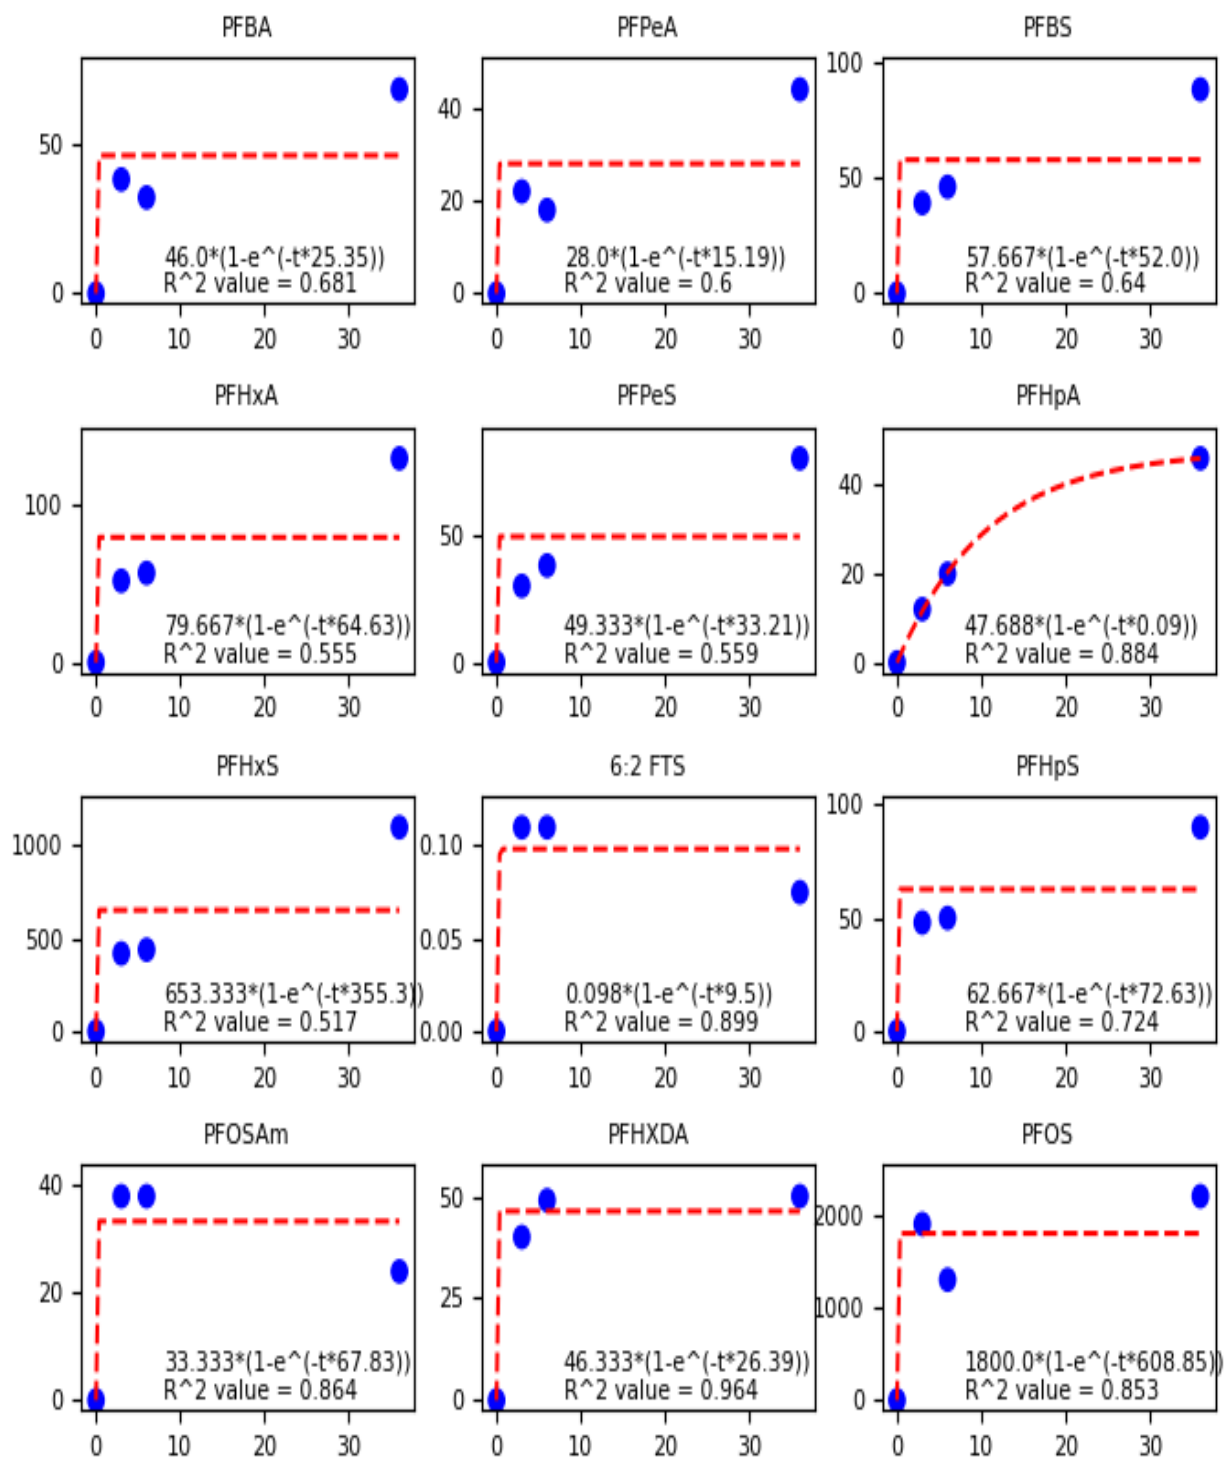 PFBA
50
0
46.0*(1-e^(-t*25.35))
R^2 value = 0.681
0 10 20 30
PFPeA
40
20
0
28.0*(1-e^(-t*15.19))
R^2 value = 0.6
0 10 20 30
PFBS
100
50
0
57.667*(1-e^(-t*52.0))
R^2 value = 0.64
0 10 20 30
PFHxA
100
0
79.667*(1-e^(-t*64.63))
R^2 value = 0.555
0 10 20 30
PFPeS
50
0
49.333*(1-e^(-t*33.21))
R^2 value = 0.559
0 10 20 30
PFHpA
40
20
0
47.688*(1-e^(-t*0.09))
R^2 value = 0.884
0 10 20 30
PFHxS
1000
500
0
653.333*(1-e^(-t*355.3))
R^2 value = 0.517
0 10 20 30
6:2 FTS
0.10
0.05
0.00
0.098*(1-e^(-t*9.5))
R^2 value = 0.899
0 10 20 30
PFHpS
100
50
0
62.667*(1-e^(-t*72.63))
R^2 value = 0.724
0 10 20 30
PFOSAm
40
20
0
33.333*(1-e^(-t*67.83))
R^2 value = 0.864
0 10 20 30
PFHXDA
50
25
0
46.333*(1-e^(-t*26.39))
R^2 value = 0.964
0 10 20 30
PFOS
2000
1000
0
1800.0*(1-e^(-t*608.85))
R^2 value = 0.853
0 10 20 30